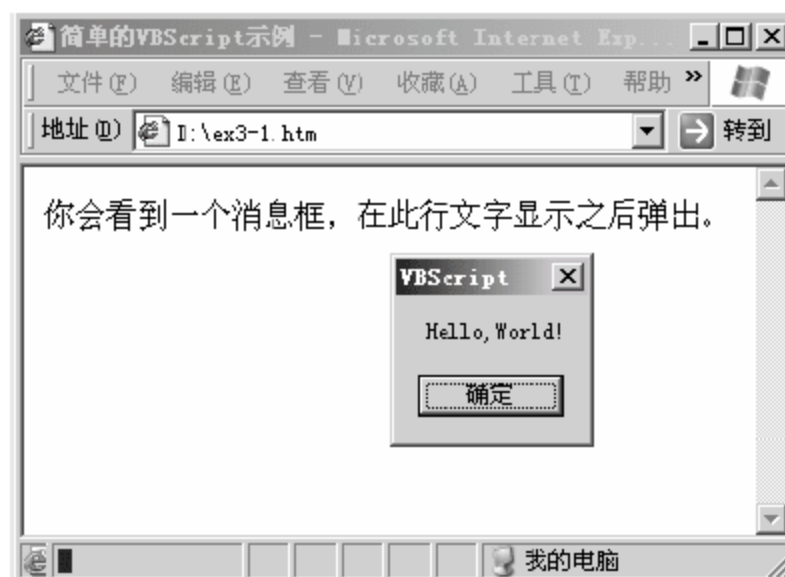 简单的VBScript示例 - Microsoft Internet Exp...
文件(F) 编辑(E) 查看(V) 收藏(A) 工具(T) 帮助 »
地址(D) D:\ex3-1.htm 转到
你会看到一个消息框，在此行文字显示之后弹出。
VBScript
Hello,World!
确定
我的电脑